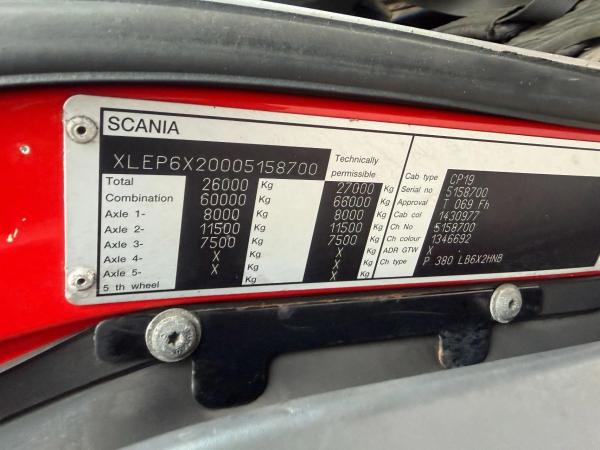 SCANIA
XLEP6X20005158700
Technically permissible
Total 26000 Kg 27000 Kg
Combination 60000 Kg 66000 Kg
Axle 1- 8000 Kg 8000 Kg
Axle 2- 11500 Kg 11500 Kg
Axle 3- 7500 Kg 7500 Kg
Axle 4- X Kg X Kg
Axle 5- X Kg X Kg
5 th wheel X Kg X Kg
Cab type CP19
Serial no 5158700
Approval T 069 Fh
Cab col 1430977
Ch No 5158700
Ch colour 1346692
ADR GTW X
Ch type P 380 LB6X2HNB